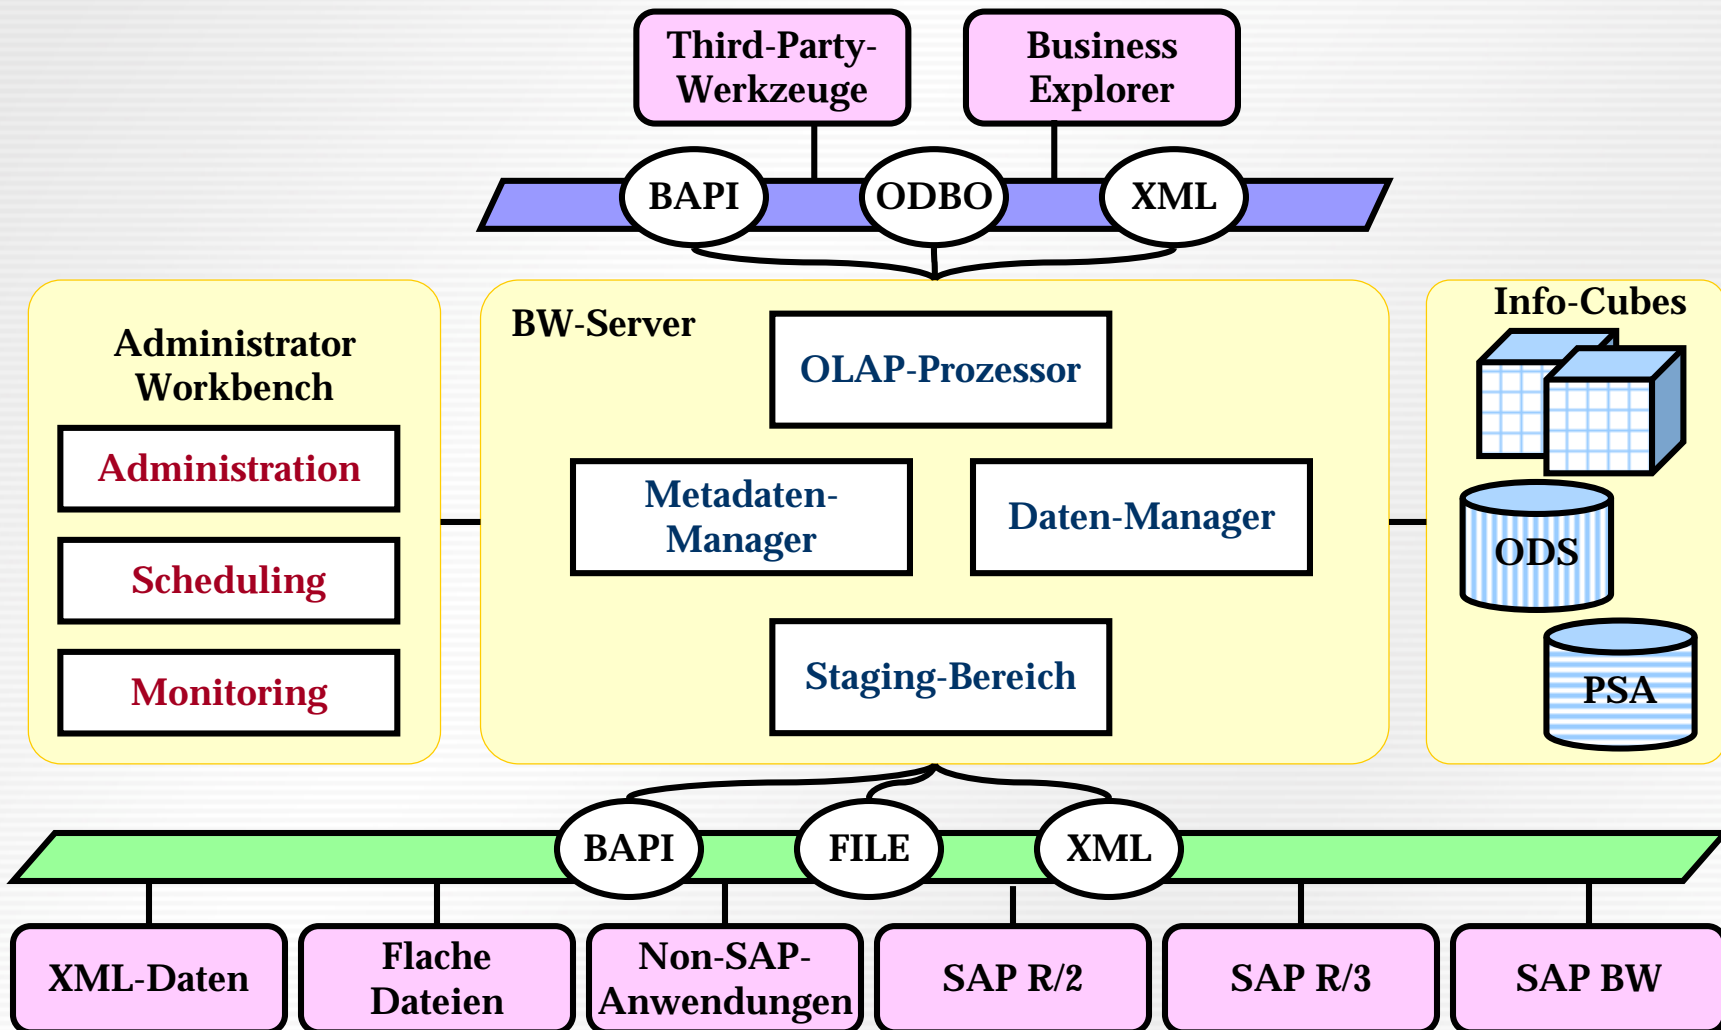 Third-Party-
Werkzeuge
Business
Explorer
BAPI
ODBO
XML
Administrator
Workbench
Administration
Scheduling
Monitoring
BW-Server
OLAP-Prozessor
Metadaten-
Manager
Daten-Manager
Staging-Bereich
Info-Cubes
ODS
PSA
BAPI
FILE
XML
XML-Daten
Flache
Dateien
Non-SAP-
Anwendungen
SAP R/2
SAP R/3
SAP BW